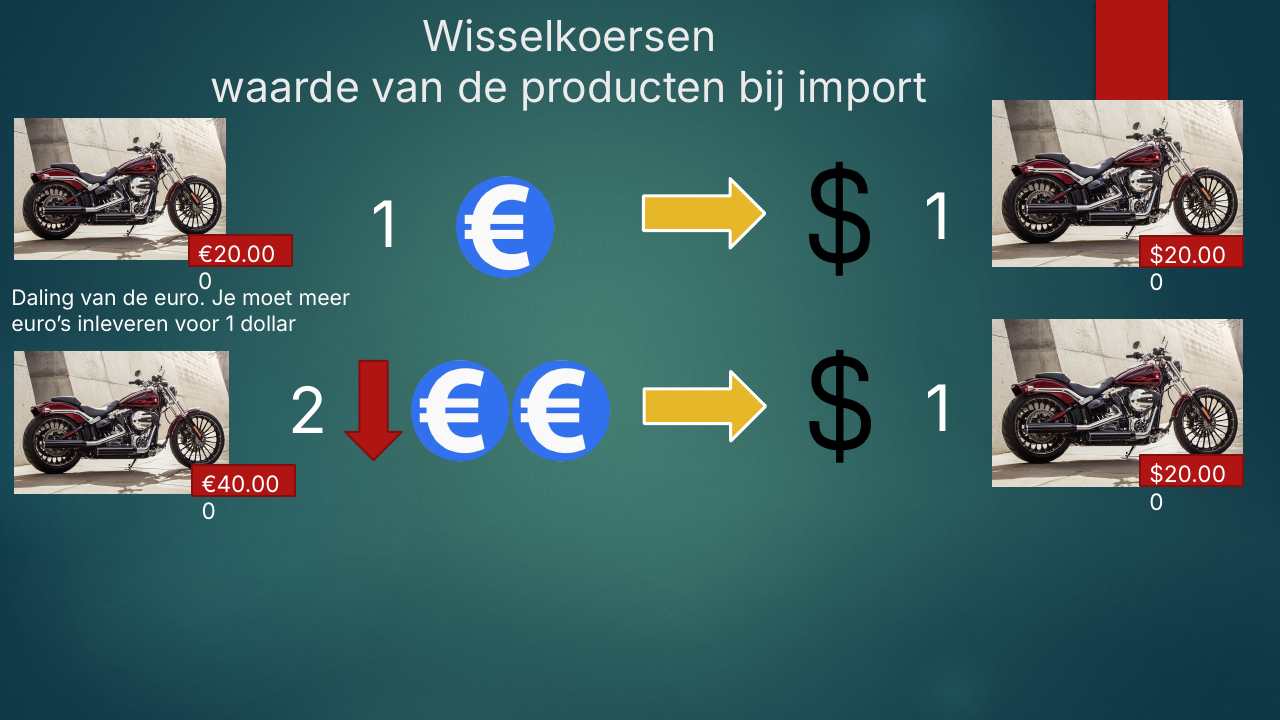 Wisselkoersen
waarde van de producten bij import
1 € $ 1
€20.00
0
$20.00
0
Daling van de euro. Je moet meer
euro’s inleveren voor 1 dollar
2 € € $ 1
€40.00
0
$20.00
0